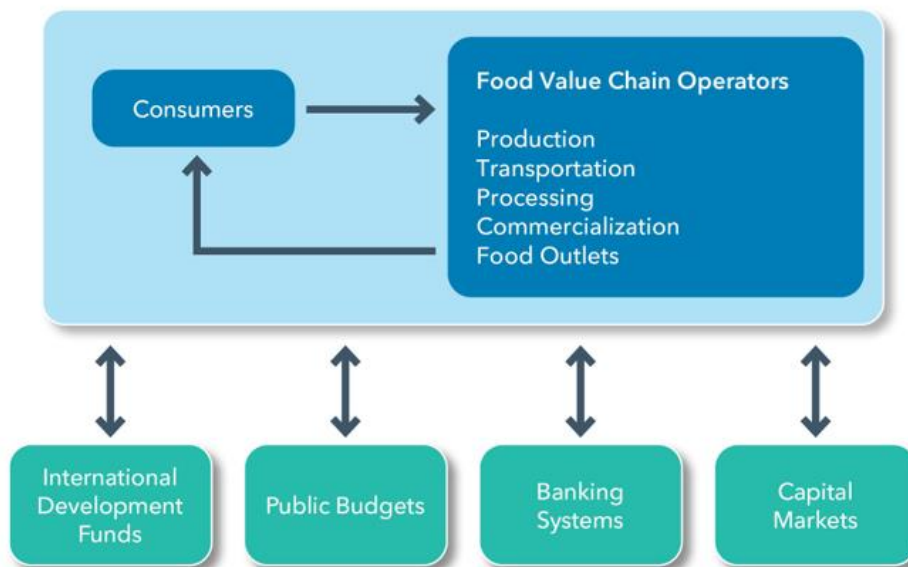 Consumers
Food Value Chain Operators
Production
Transportation
Processing
Commercialization
Food Outlets
International
Development
Funds
Public Budgets
Banking
Systems
Capital
Markets